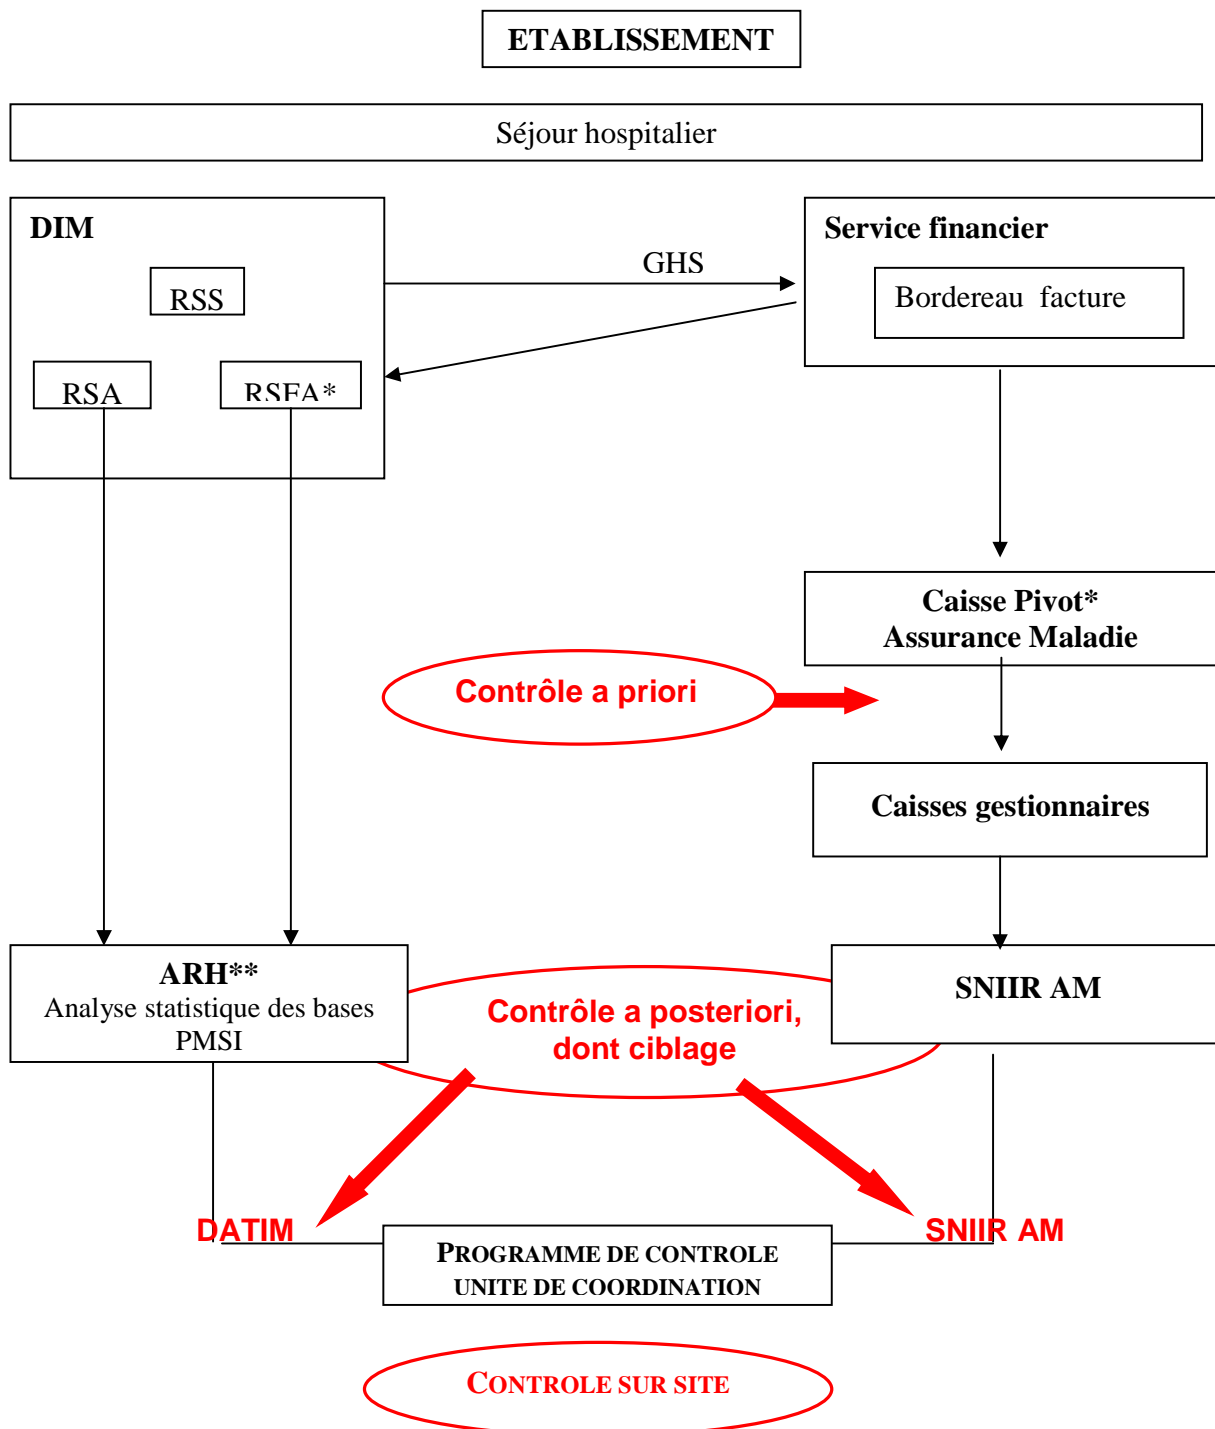 ETABLISSEMENT
Séjour hospitalier
DIM
RSS
RSA
RSFA*
GHS
Service financier
Bordereau facture
Caisse Pivot*
Assurance Maladie
Contrôle a priori
Caisses gestionnaires
ARH**
Analyse statistique des bases
PMSI
Contrôle a posteriori,
dont ciblage
SNIIR AM
DATIM
SNIIR AM
PROGRAMME DE CONTROLE
UNITE DE COORDINATION
CONTROLE SUR SITE